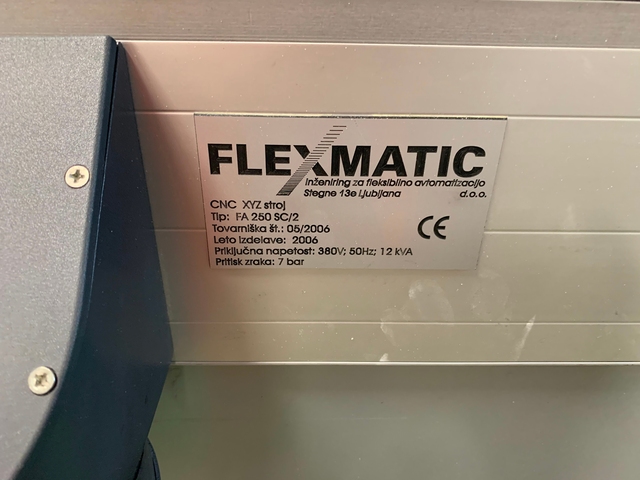 FLEXMATIC
inženiring za fleksibilno avtomatizacijo
Stegne 13e Ljubljana d.o.o.
CNC XYZ stroj
Tip: FA 250 SC/2
Tovarniška št.: 05/2006
Leto izdelave: 2006
Priključna napetost: 380V; 50Hz; 12 kVA
Pritisk zraka: 7 bar
CE